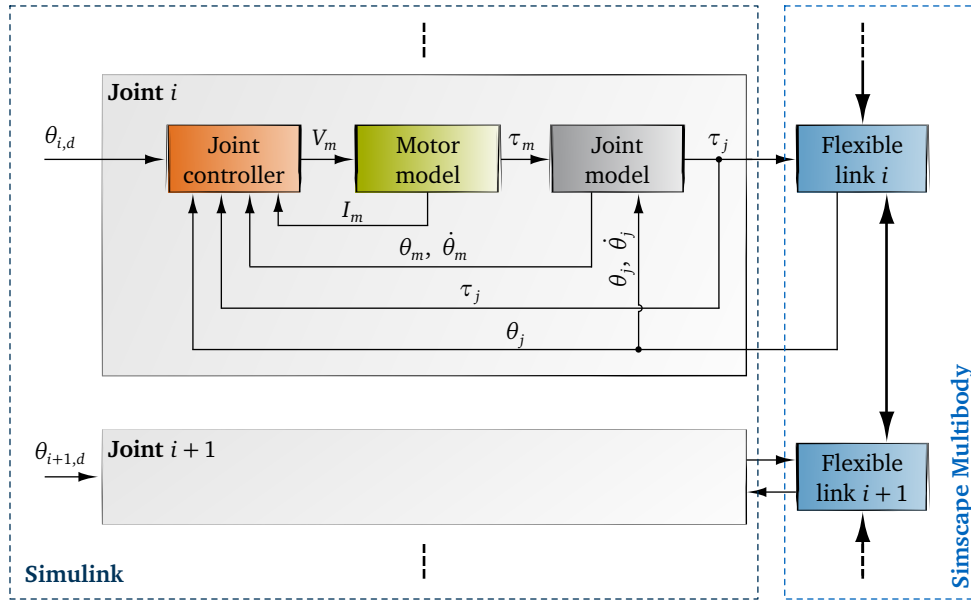 Joint i
θ_{i,d}
Joint
controller
V_m
Motor
model
τ_m
Joint
model
τ_j
Flexible
link i
I_m
θ_m, θ̇_m
θ_j, θ̇_j
τ_j
θ_j
Joint i + 1
θ_{i+1,d}
Flexible
link i + 1
Simulink
Simscape Multibody